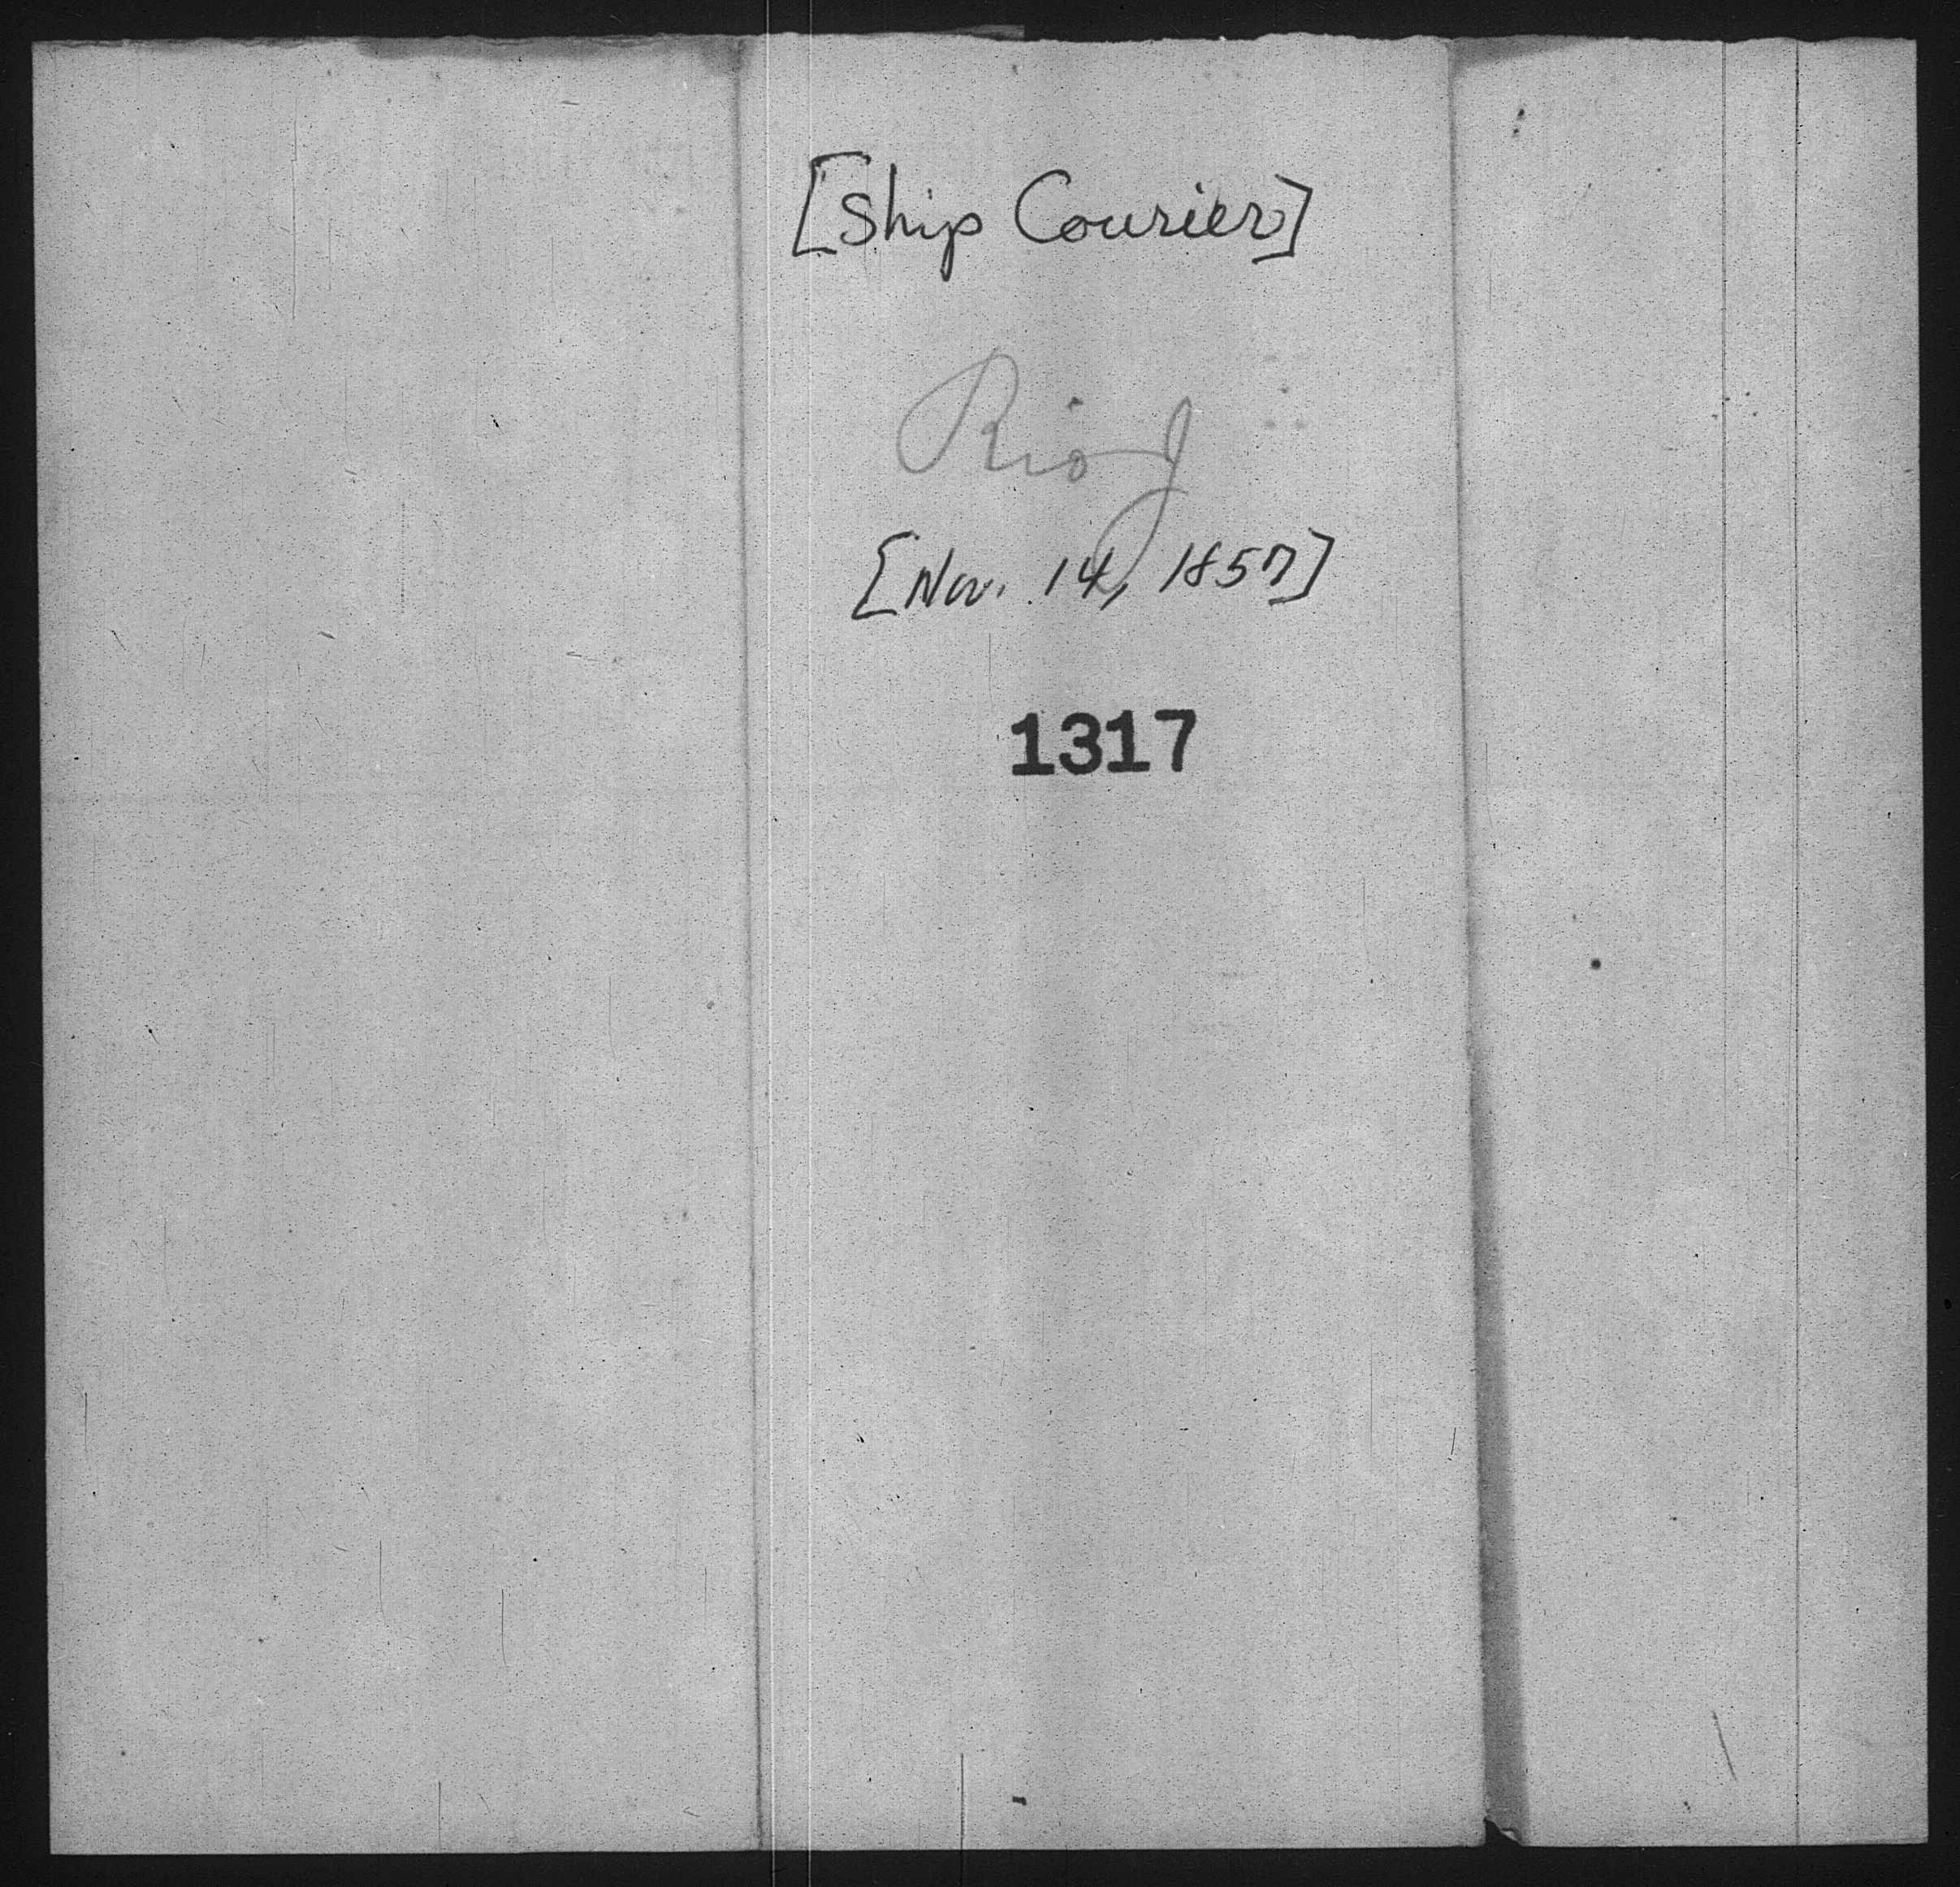 [Ship Courier]
Rio J
[Nov. 14, 1857]
1317